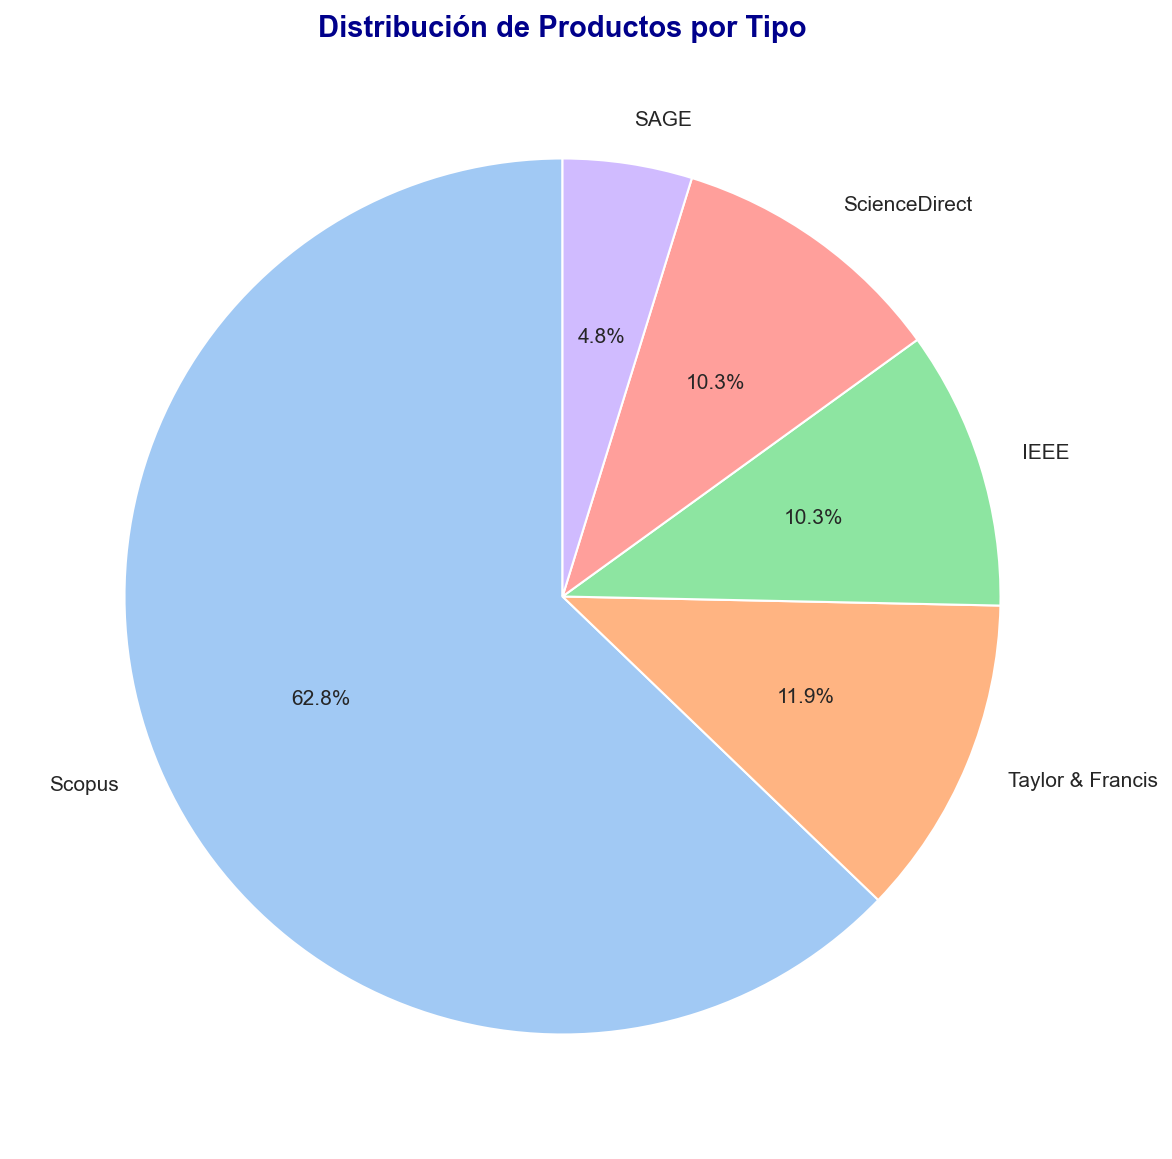 Distribución de Productos por Tipo
SAGE
ScienceDirect
4.8%
10.3%
IEEE
10.3%
62.8%
11.9%
Scopus
Taylor & Francis